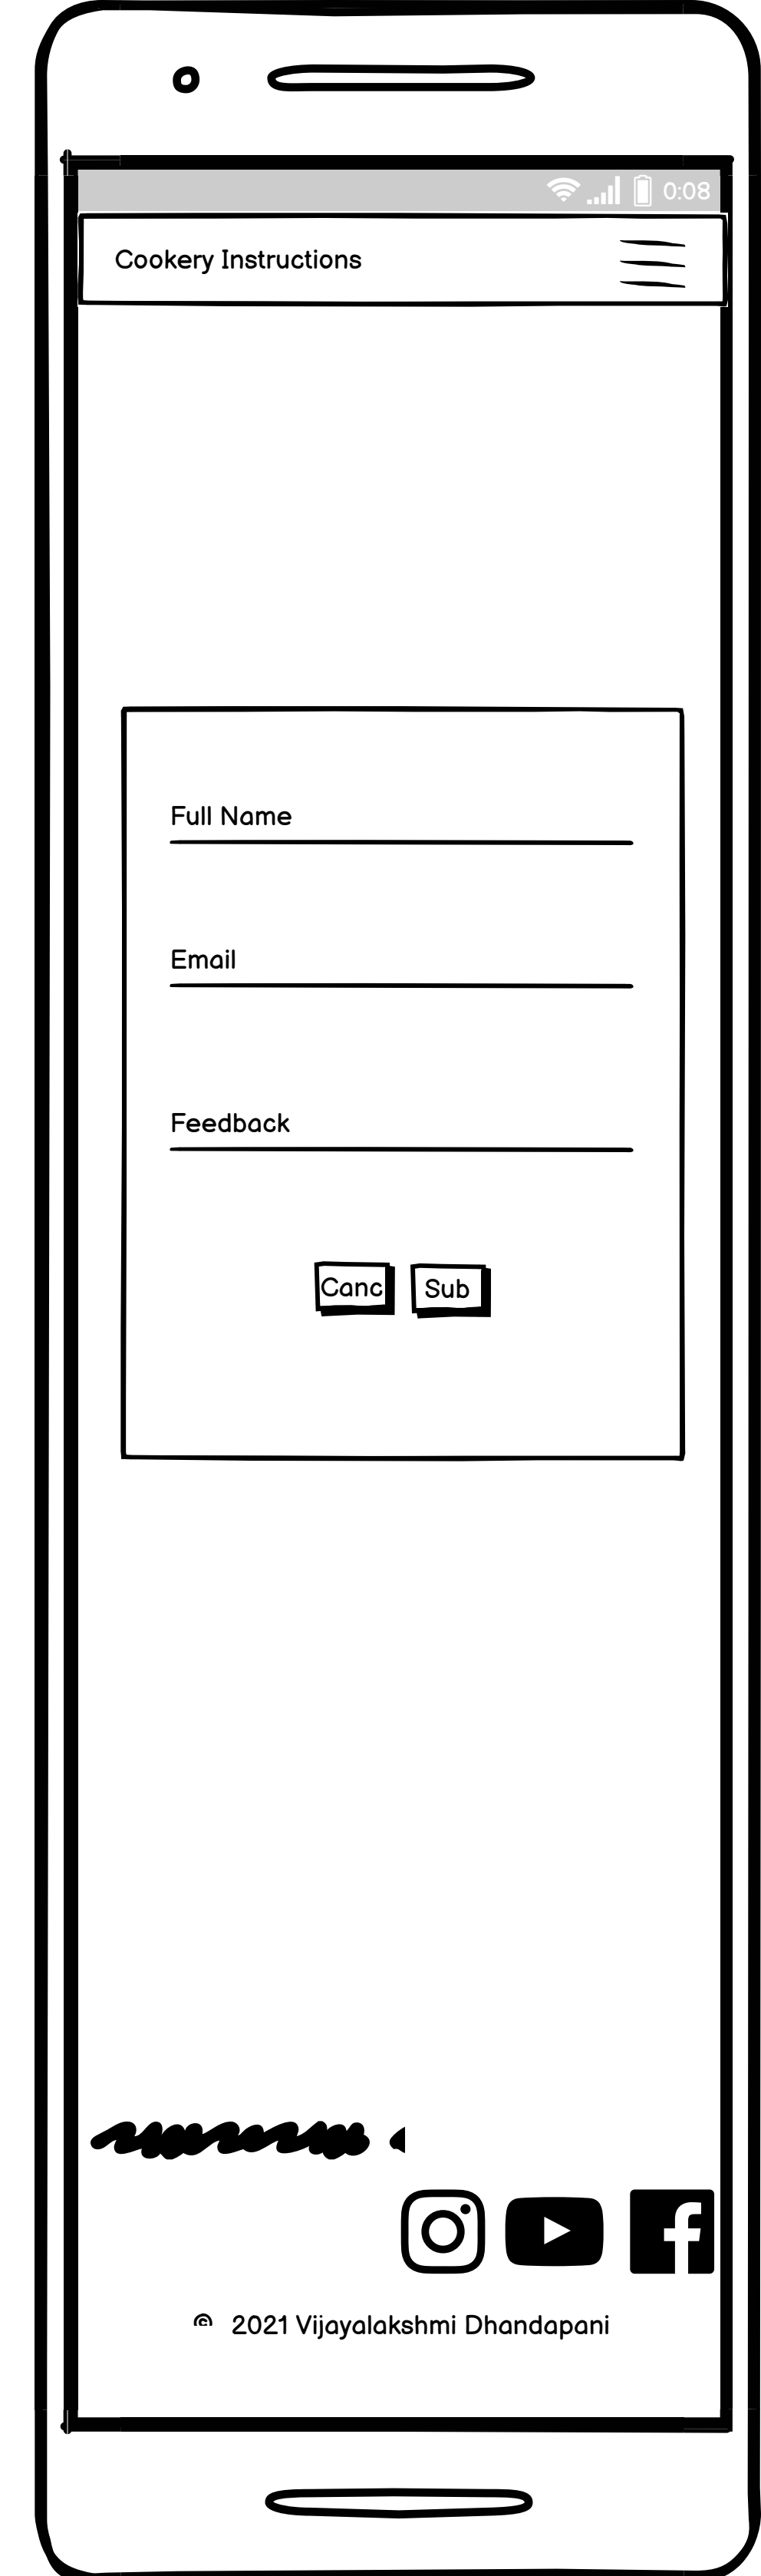 0:08
Cookery Instructions
Full Name
Email
Feedback
Canc Sub
© 2021 Vijayalakshmi Dhandapani